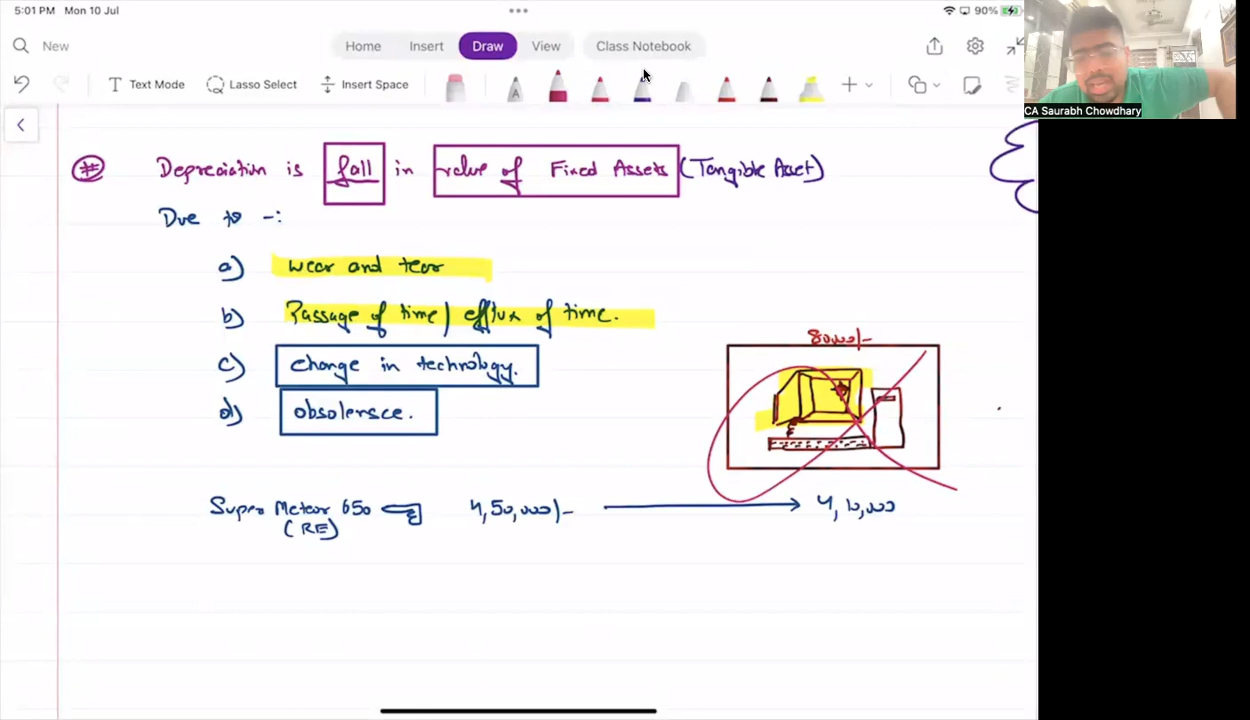 5:01 PM Mon 10 Jul
90%
New
Home Insert Draw View Class Notebook
Text Mode Lasso Select Insert Space
CA Saurabh Chowdhary
Depreciation is fall in value of Fixed Assets (Tangible Asset)
Due to -:
a) wear and tear
b) Passage of time / efflux of time.
c) change in technology.
d) obsolersce.
80,000/-
Super Meteor 650 4,50,000/- 4,10,000
(RE)